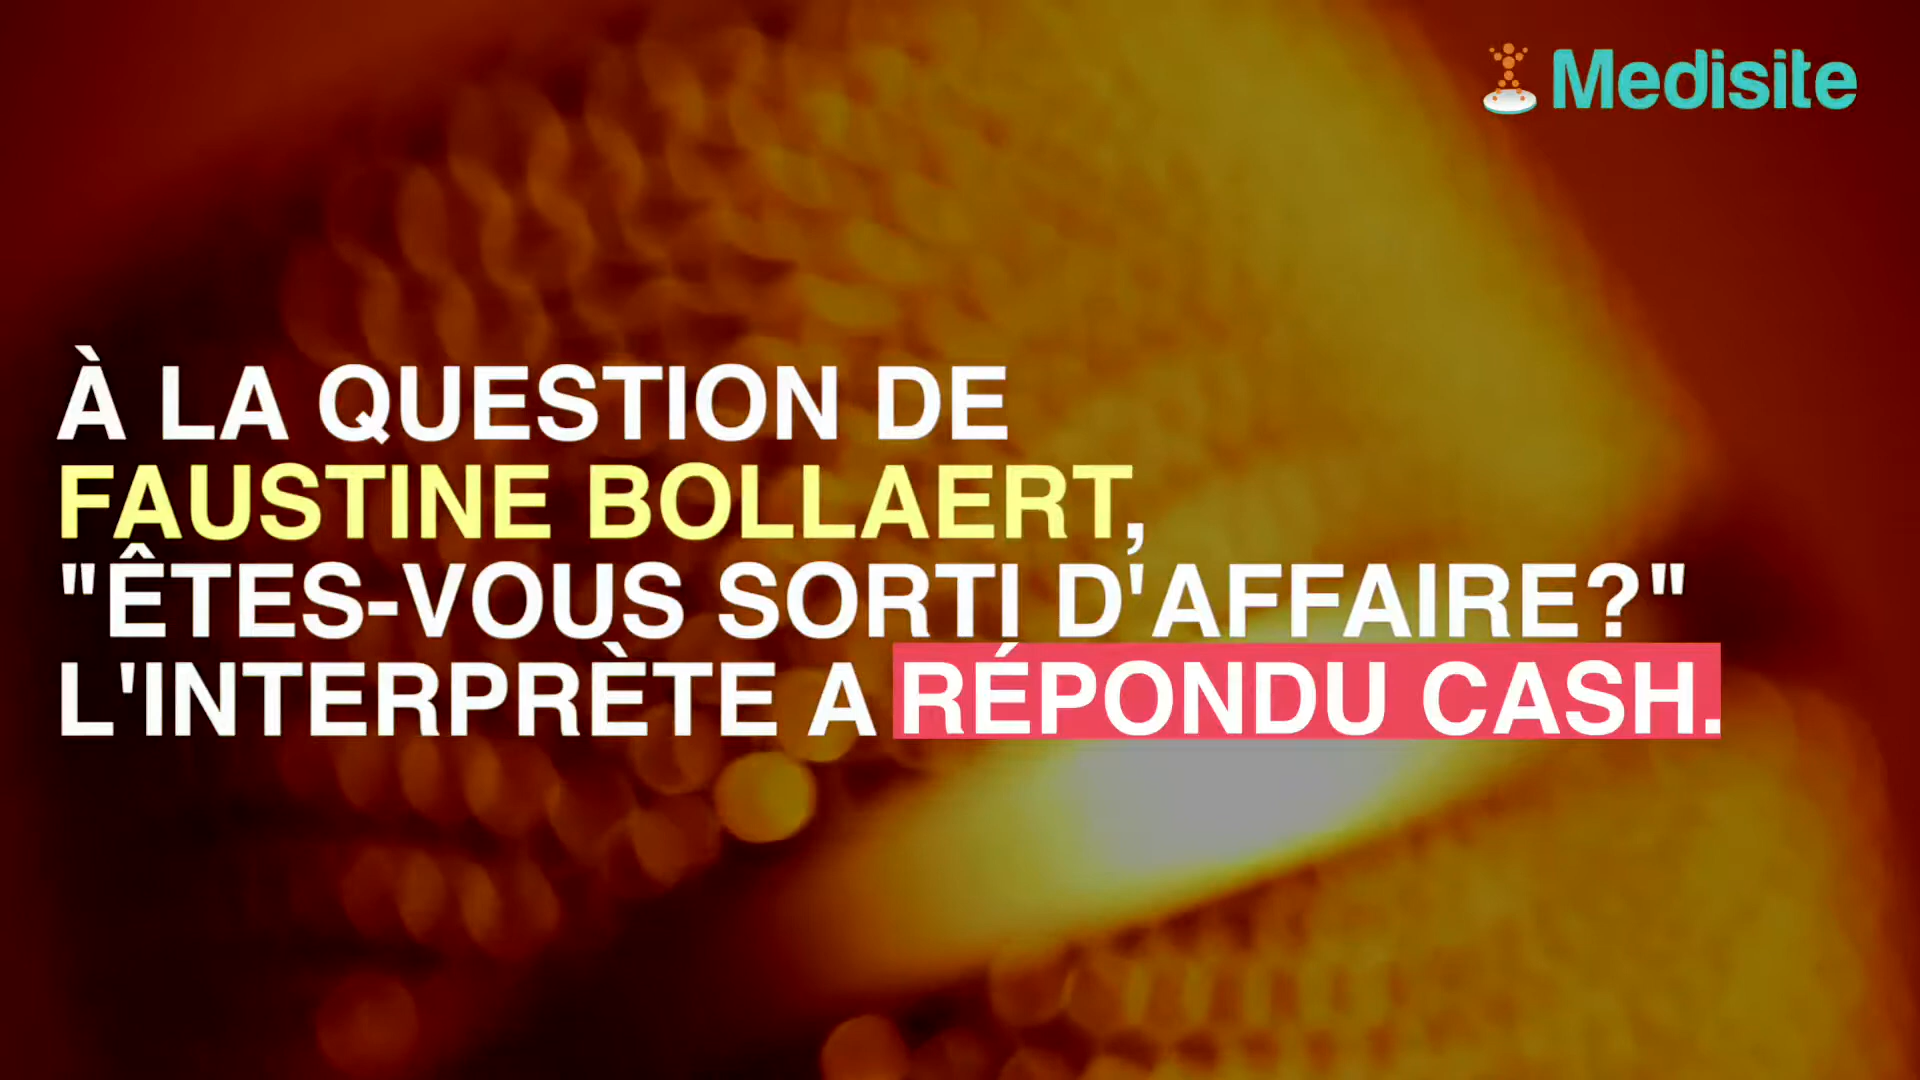 Medisite
À LA QUESTION DE
FAUSTINE BOLLAERT,
"ÊTES-VOUS SORTI D'AFFAIRE?"
L'INTERPRÈTE A RÉPONDU CASH.